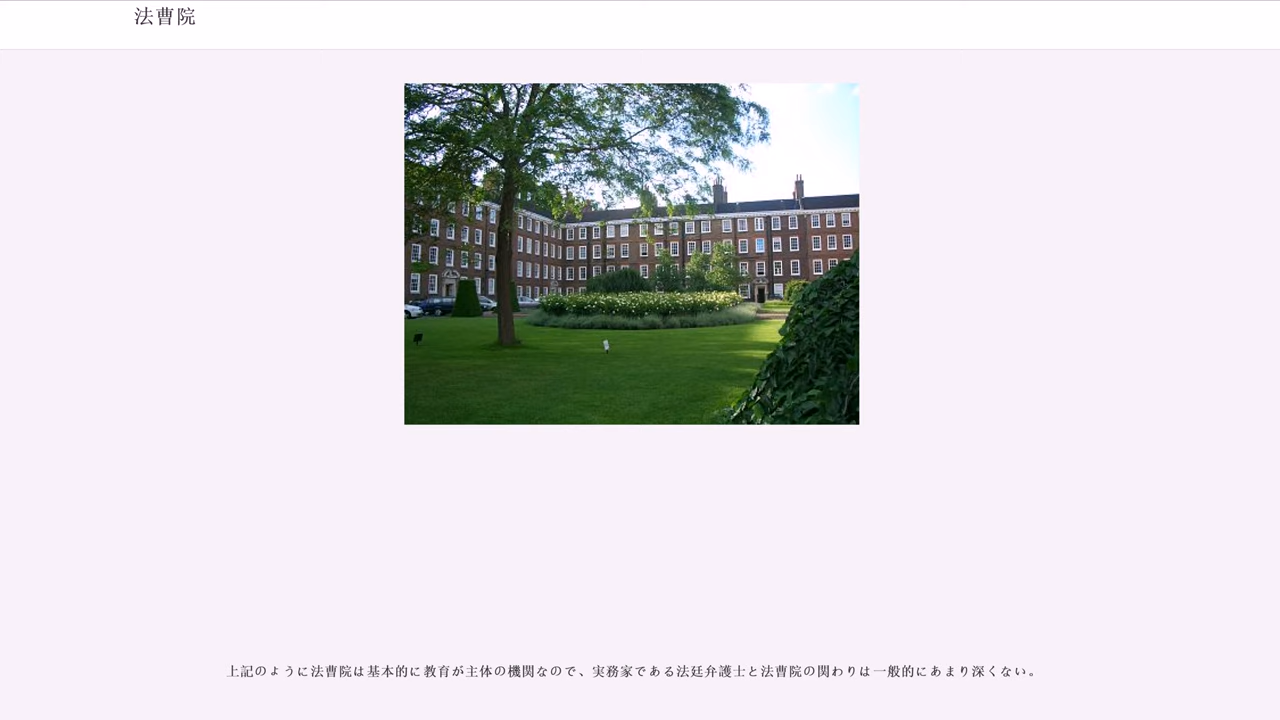 法曹院
上記のように法曹院は基本的に教育が主体の機関なので、実務家である法廷弁護士と法曹院の関わりは一般的にあまり深くない。